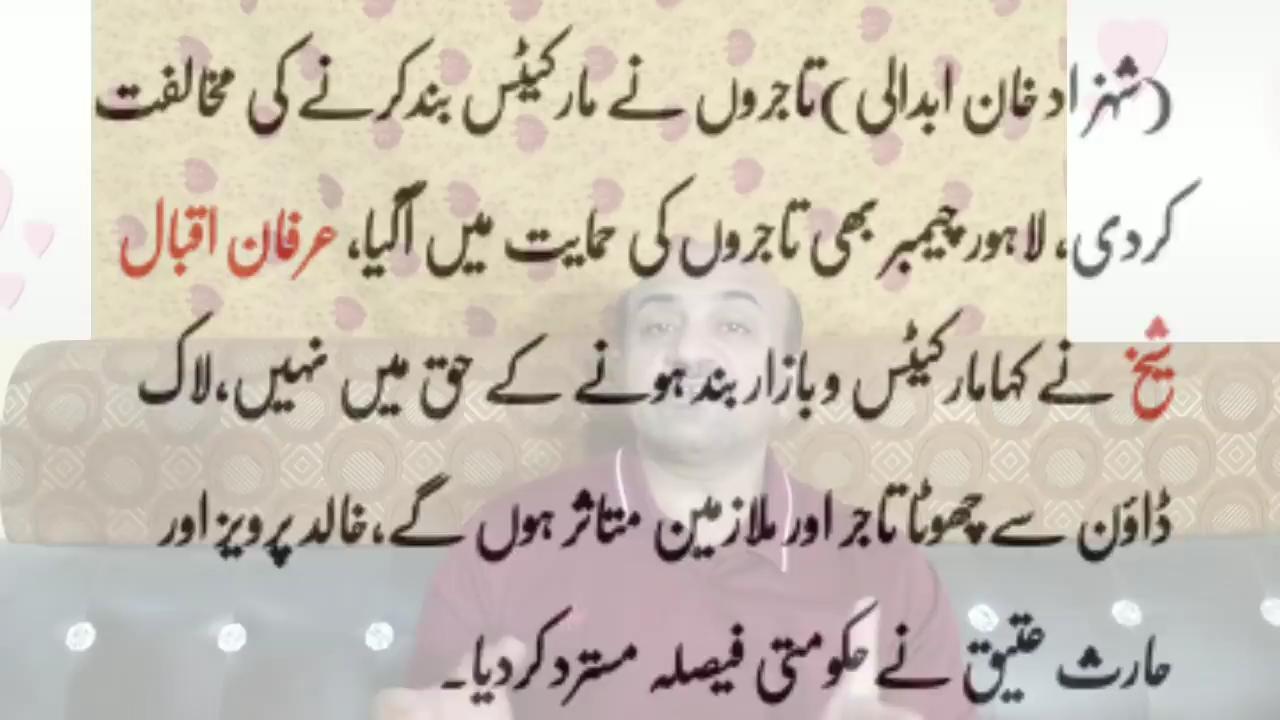 (شہزاد خان ابدالی) تاجروں نے مارکیٹس بند کرنے کی مخالفت
کردی، لاہور چیمبر بھی تاجروں کی حمایت میں آگیا، عرفان اقبال
شیخ نے کہا مارکیٹس و بازار بند ہونے کے حق میں نہیں، لاک
ڈاؤن سے چھوٹا تاجر اور ملازمین متاثر ہوں گے، خالد پرویز اور
حارث عتیق نے حکومتی فیصلہ مسترد کردیا۔